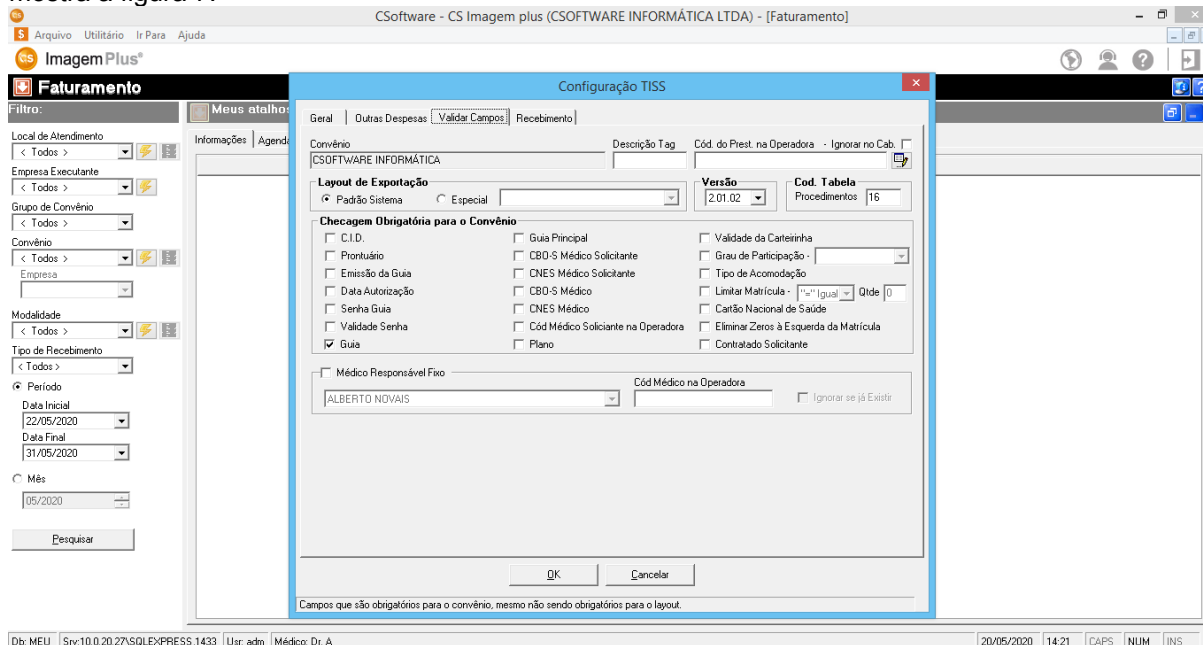 CSoftware - CS Imagem plus (CSOFTWARE INFORMÁTICA LTDA) - [Faturamento]
Arquivo Utilitário Ir Para Ajuda
cs ImagemPlus®
Faturamento
Filtro:
Meus atalho
Local de Atendimento
< Todos >
Empresa Executante
< Todos >
Grupo de Convênio
< Todos >
Convênio
< Todos >
Empresa
Modalidade
< Todos >
Tipo de Recebimento
< Todos >
Período
Data Inicial
22/05/2020
Data Final
31/05/2020
Mês
05/2020
Pesquisar
Informações Agenda
Configuração TISS
Geral Outras Despesas Validar Campos Recebimento
Convênio Descrição Tag Cód. do Prest. na Operadora - Ignorar no Cab.
CSOFTWARE INFORMÁTICA
Layout de Exportação Versão Cod. Tabela
Padrão Sistema Especial 2.01.02 Procedimentos 16
Checagem Obrigatória para o Convênio
C.I.D. Guia Principal Validade da Carteirinha
Prontuário CBO-S Médico Solicitante Grau de Participação -
Emissão da Guia CNES Médico Solicitante Tipo de Acomodação
Data Autorização CBO-S Médico Limitar Matrícula - "=" Igual Qtde 0
Senha Guia CNES Médico Cartão Nacional de Saúde
Validade Senha Cód Médico Soliciante na Operadora Eliminar Zeros à Esquerda da Matrícula
Guia Plano Contratado Solicitante
Médico Responsável Fixo
Cód Médico na Operadora
ALBERTO NOVAIS Ignorar se já Existir
OK Cancelar
Campos que são obrigatórios para o convênio, mesmo não sendo obrigatórios para o layout.
Db: MEU Srv:10.0.20.27\SQLEXPRESS,1433 Usr: adm Médico: Dr. A 20/05/2020 14:21 CAPS NUM INS